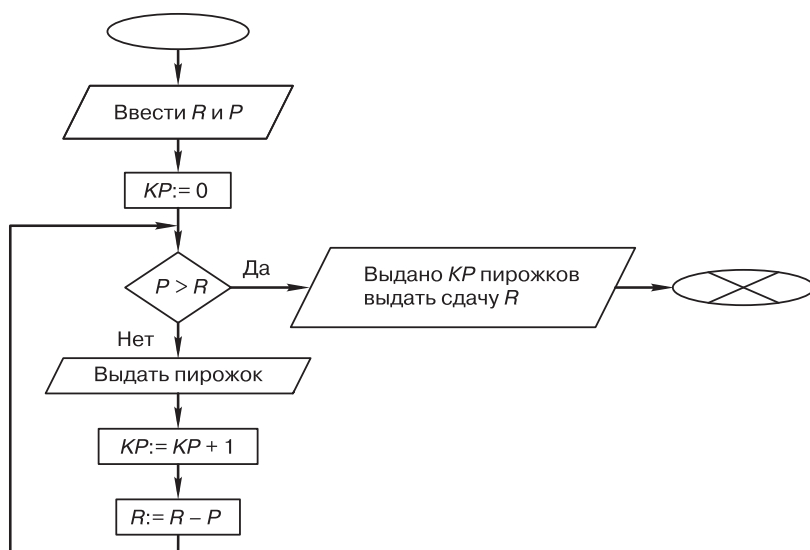 Ввести R и P
KP:= 0
P > R
Да
Выдано KP пирожков
выдать сдачу R
Нет
Выдать пирожок
KP:= KP + 1
R:= R – P